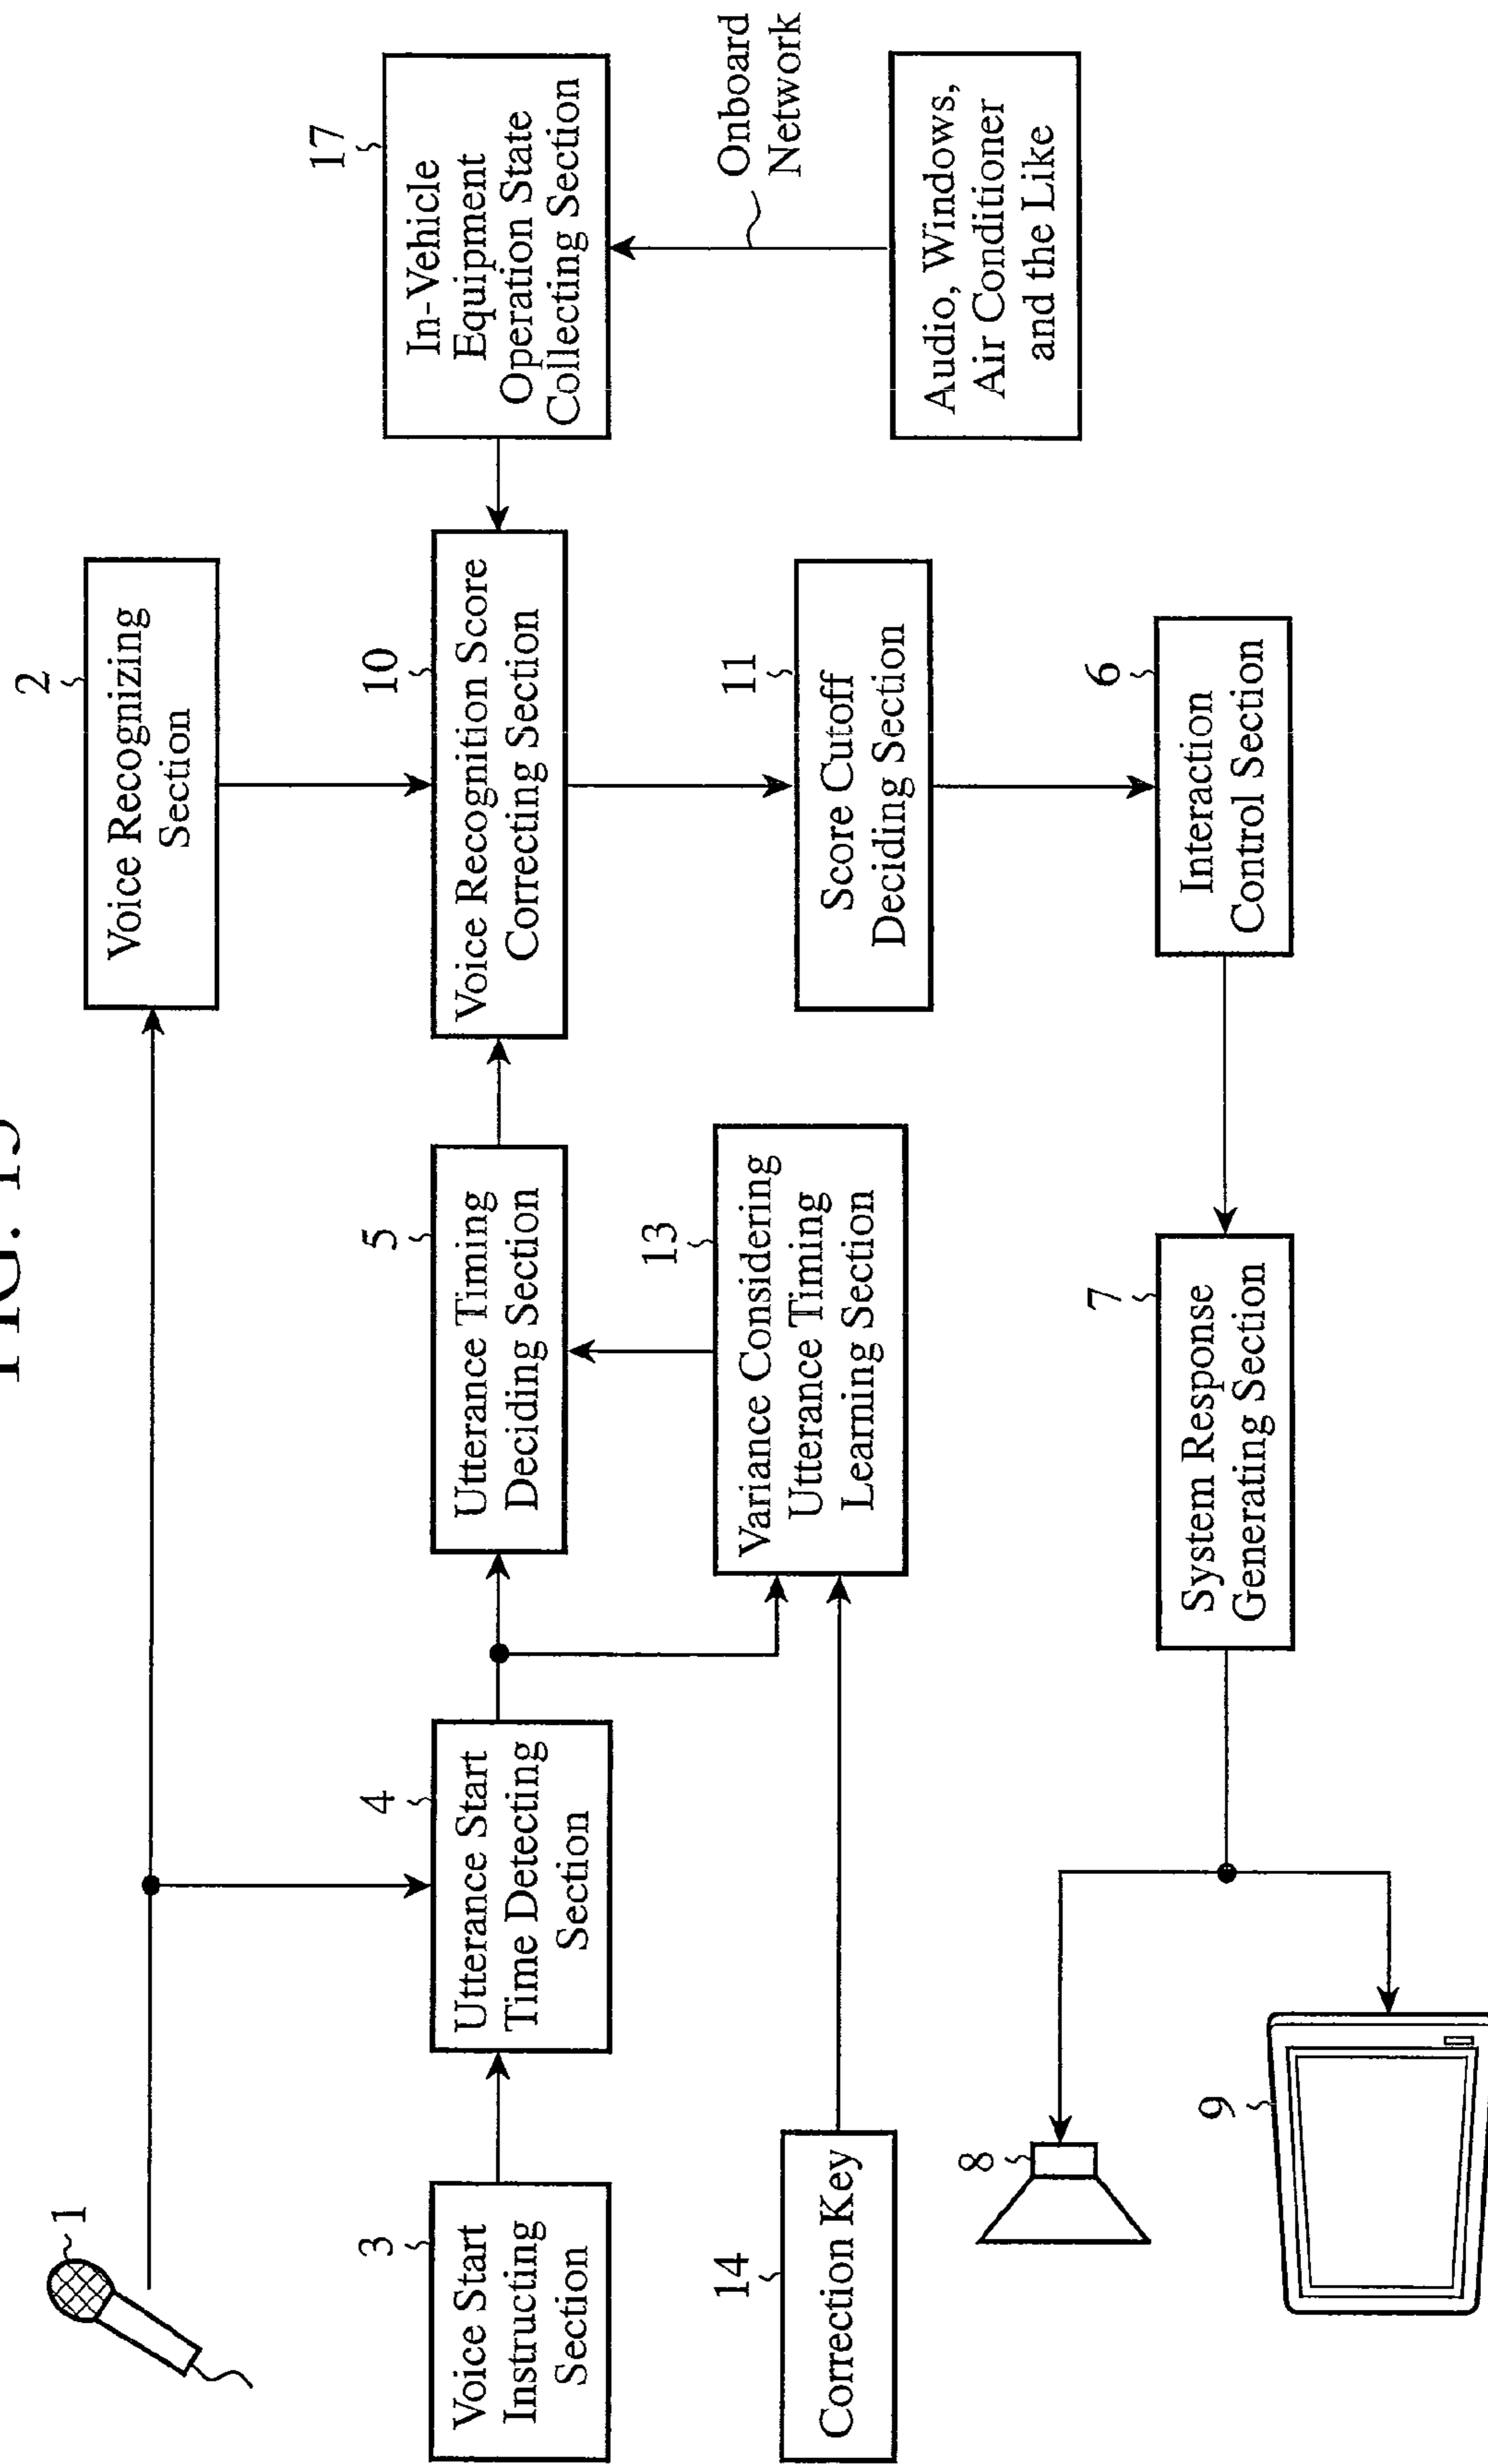 FIG.
1
2
Voice Recognizing
Section
3
Voice Start
Instructing
Section
4
Utterance Start
Time Detecting
Section
5
Utterance Timing
Deciding Section
10
Voice Recognition Score
Correcting Section
17
In-Vehicle
Equipment
Operation State
Collecting Section
14
Correction Key
13
Variance Considering
Utterance Timing
Learning Section
11
Score Cutoff
Deciding Section
Onboard
Network
Audio, Windows,
Air Conditioner
and the Like
8
9
7
System Response
Generating Section
6
Interaction
Control Section